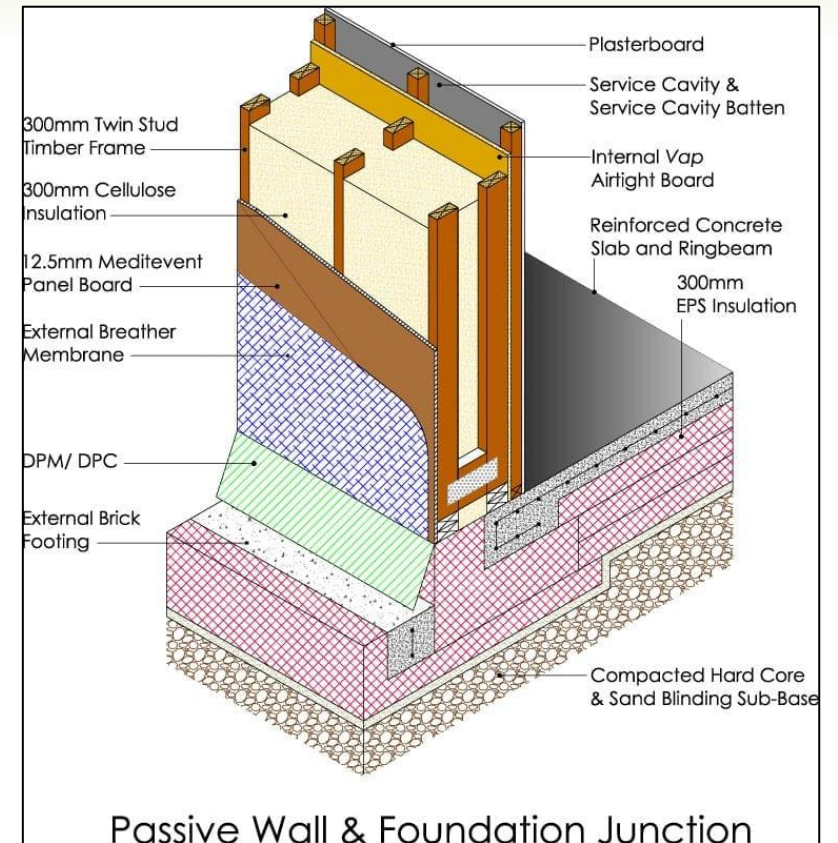 Plasterboard
Service Cavity &
Service Cavity Batten
300mm Twin Stud
Timber Frame
Internal Vap
Airtight Board
300mm Cellulose
Insulation
Reinforced Concrete
Slab and Ringbeam
12.5mm Meditevent
Panel Board
300mm
EPS Insulation
External Breather
Membrane
DPM/ DPC
External Brick
Footing
Compacted Hard Core
& Sand Blinding Sub-Base
Passive Wall & Foundation Junction